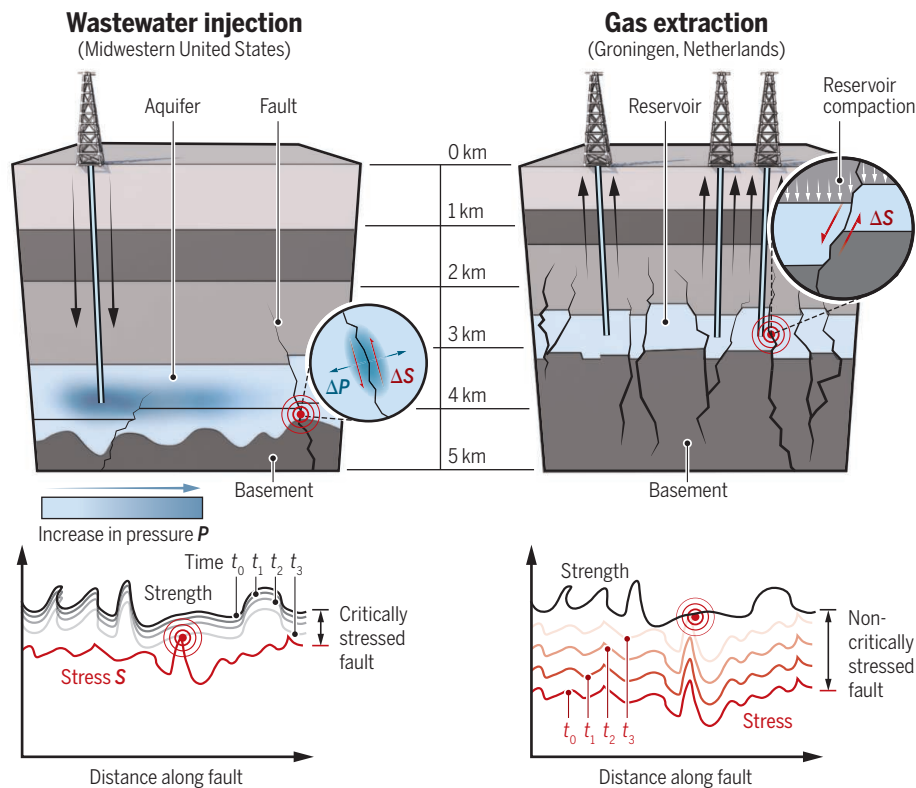 Wastewater injection
(Midwestern United States)
Gas extraction
(Groningen, Netherlands)
Aquifer
Fault
Reservoir
Reservoir
compaction
0 km
1 km
2 km
3 km
4 km
5 km
ΔP
ΔS
ΔS
Basement
Basement
Increase in pressure P
Time t0 t1 t2 t3
Strength
Critically
stressed
fault
Stress S
Distance along fault
Strength
Non-
critically
stressed
fault
t0 t1 t2 t3
Stress
Distance along fault